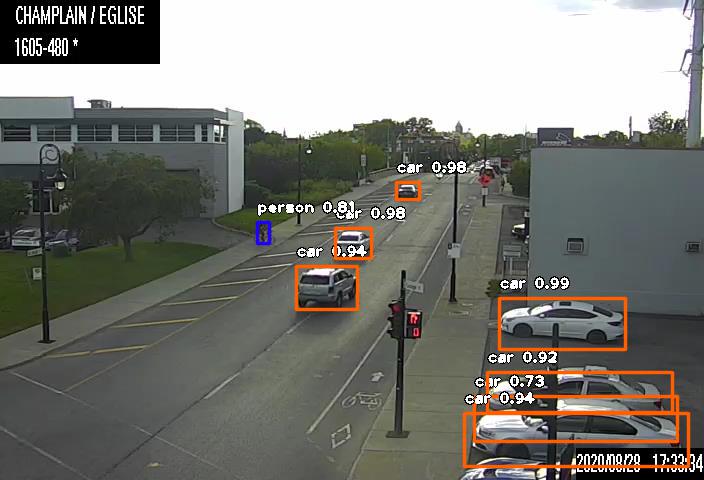 CHAMPLAIN / EGLISE
1605-480 *
car 0.98
person 0.81
car 0.98
car 0.94
car 0.99
car 0.92
car 0.73
car 0.94
2020/08/28 17:33:34